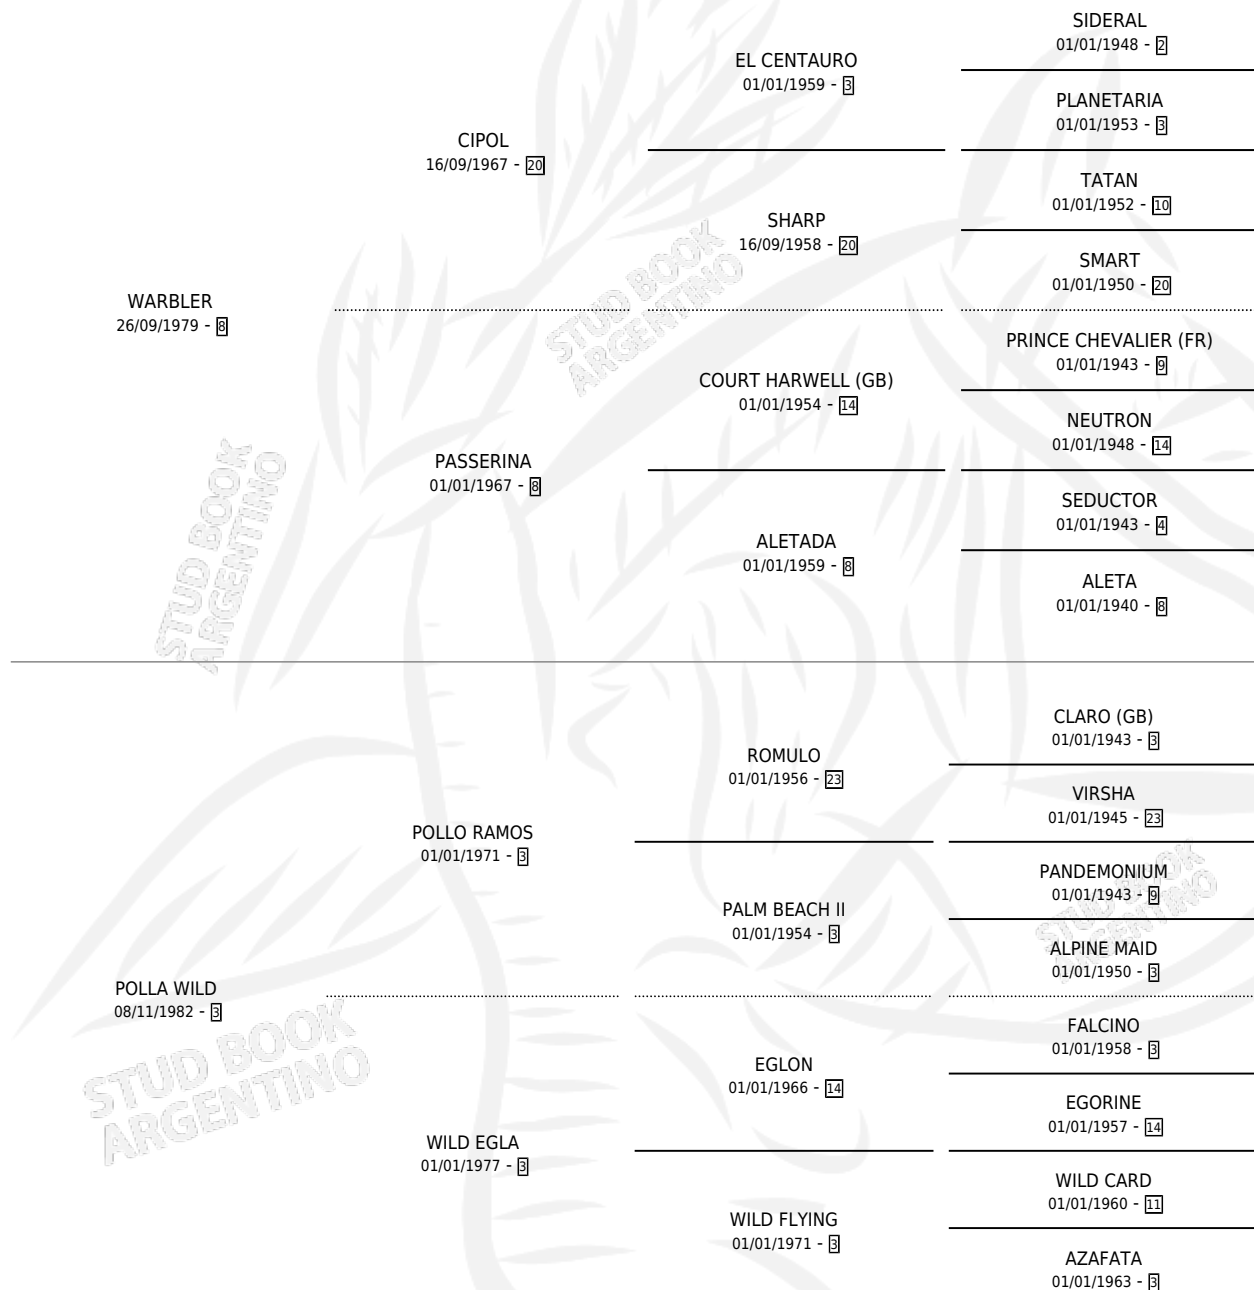 SIDERAL
01/01/1948 - 2
EL CENTAURO
01/01/1959 - 3
PLANETARIA
01/01/1953 - 3
CIPOL
16/09/1967 - 20
TATAN
01/01/1952 - 10
SHARP
16/09/1958 - 20
SMART
01/01/1950 - 20
WARBLER
26/09/1979 - 8
PRINCE CHEVALIER (FR)
01/01/1943 - 9
COURT HARWELL (GB)
01/01/1954 - 14
NEUTRON
01/01/1948 - 14
PASSERINA
01/01/1967 - 8
SEDUCTOR
01/01/1943 - 4
ALETADA
01/01/1959 - 8
ALETA
01/01/1940 - 8
CLARO (GB)
01/01/1943 - 3
ROMULO
01/01/1956 - 23
VIRSHA
01/01/1945 - 23
POLLO RAMOS
01/01/1971 - 3
PANDEMONIUM
01/01/1943 - 9
PALM BEACH II
01/01/1954 - 3
ALPINE MAID
01/01/1950 - 3
POLLA WILD
08/11/1982 - 3
FALCINO
01/01/1958 - 3
EGLON
01/01/1966 - 14
EGORINE
01/01/1957 - 14
WILD EGLA
01/01/1977 - 3
WILD CARD
01/01/1960 - 11
WILD FLYING
01/01/1971 - 3
AZAFATA
01/01/1963 - 3
STUD BOOK
ARGENTINO
STUD BOOK
ARGENTINO
STUD BOOK
ARGENTINO
STUD BOOK
ARGENTINO